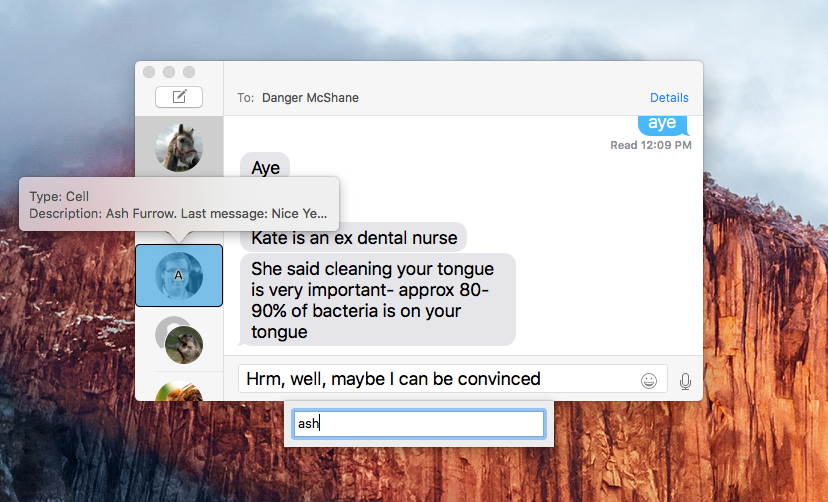 To: Danger McShane
Details
aye
Read 12:09 PM
Aye
Type: Cell
Description: Ash Furrow. Last message: Nice Ye...
Kate is an ex dental nurse
A
She said cleaning your tongue
is very important- approx 80-
90% of bacteria is on your
tongue
Hrm, well, maybe I can be convinced
ash